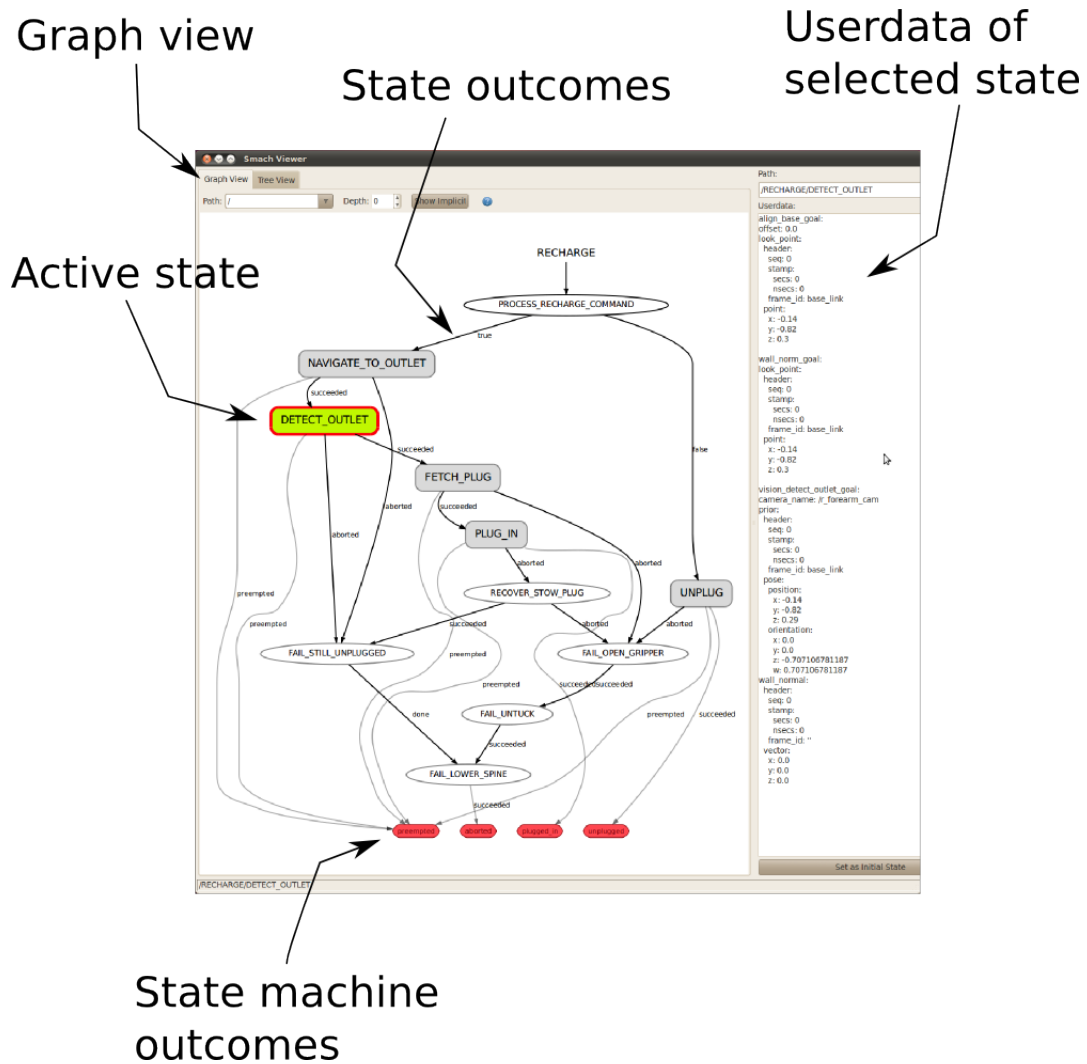 Graph view
Userdata of
selected state
State outcomes
Active state
Smach Viewer
Graph View
Tree View
Path: /
Depth: 0
Show Implicit
RECHARGE
PROCESS_RECHARGE_COMMAND
true
NAVIGATE_TO_OUTLET
succeeded
DETECT_OUTLET
succeeded
false
FETCH_PLUG
aborted
succeeded
PLUG_IN
aborted
aborted
aborted
preempted
RECOVER_STOW_PLUG
UNPLUG
preempted
succeeded
aborted
aborted
FAIL_STILL_UNPLUGGED
FAIL_OPEN_GRIPPER
preempted
preempted
succeeded
succeeded
done
FAIL_UNTUCK
preempted
succeeded
succeeded
FAIL_LOWER_SPINE
succeeded
preempted
aborted
plugged_in
unplugged
/RECHARGE/DETECT_OUTLET
Path:
/RECHARGE/DETECT_OUTLET
Userdata:
align_base_goal:
offset: 0.0
look_point:
header:
seq: 0
stamp:
secs: 0
nsecs: 0
frame_id: base_link
point:
x: -0.14
y: -0.82
z: 0.3
wall_norm_goal:
look_point:
header:
seq: 0
stamp:
secs: 0
nsecs: 0
frame_id: base_link
point:
x: -0.14
y: -0.82
z: 0.3
vision_detect_outlet_goal:
camera_name: /r_forearm_cam
prior:
header:
seq: 0
stamp:
secs: 0
nsecs: 0
frame_id: base_link
pose:
position:
x: -0.14
y: -0.82
z: 0.29
orientation:
x: 0.0
y: 0.0
z: -0.707106781187
w: 0.707106781187
wall_normal:
header:
seq: 0
stamp:
secs: 0
nsecs: 0
frame_id: ''
vector:
x: 0.0
y: 0.0
z: 0.0
Set as Initial State
State machine
outcomes